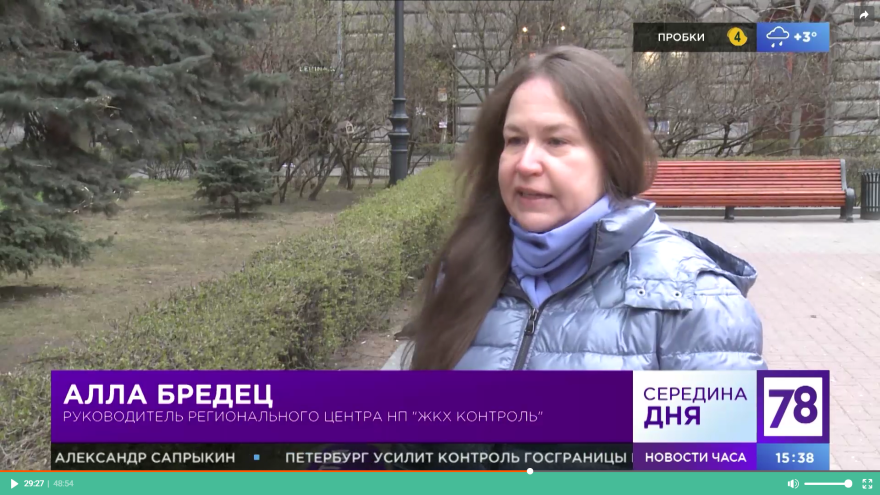 ПРОБКИ 4 +3°
АЛЛА БРЕДЕЦ
РУКОВОДИТЕЛЬ РЕГИОНАЛЬНОГО ЦЕНТРА НП "ЖКХ КОНТРОЛЬ"
СЕРЕДИНА
ДНЯ
78
АЛЕКСАНДР САПРЫКИН ПЕТЕРБУРГ УСИЛИТ КОНТРОЛЬ ГОСГРАНИЦЫ
НОВОСТИ ЧАСА 15:38
29:27 | 48:54